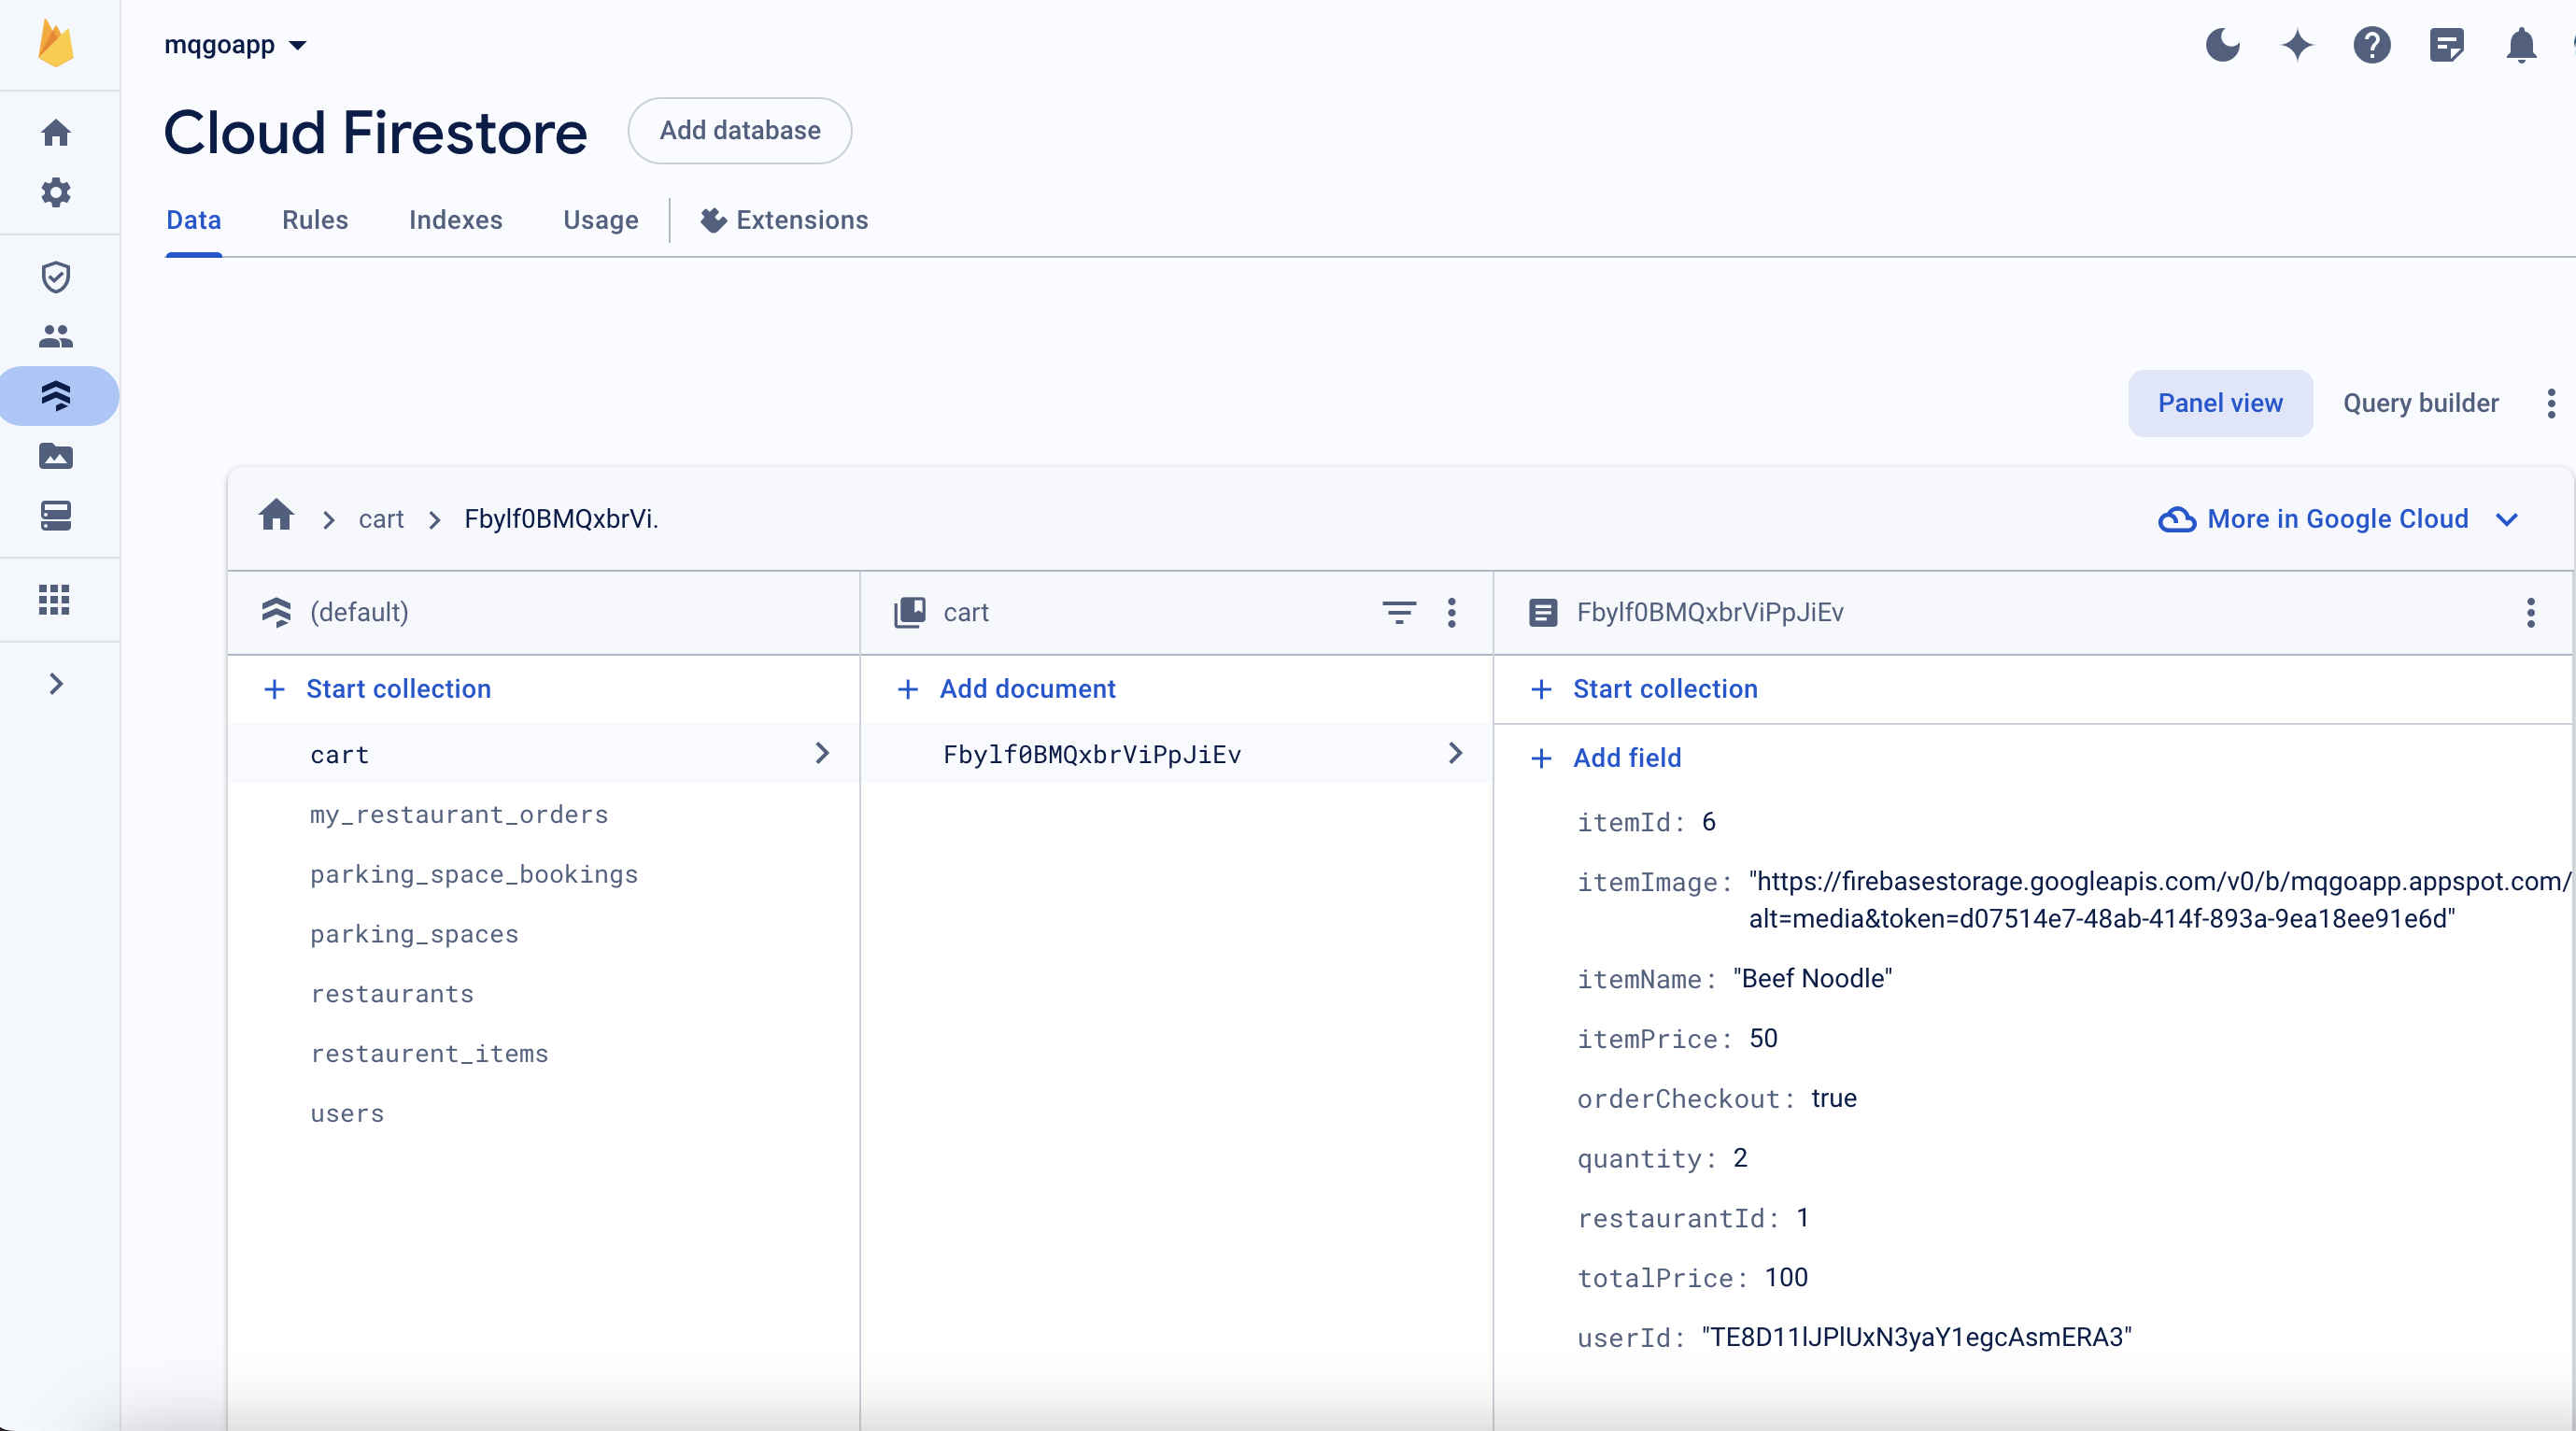 mqgoapp
Cloud Firestore
Add database
Data
Rules
Indexes
Usage
Extensions
Panel view
Query builder
cart
Fbylf0BMQxbrVi.
More in Google Cloud
(default)
cart
Fbylf0BMQxbrViPpJiEv
Start collection
Add document
Start collection
cart
Fbylf0BMQxbrViPpJiEv
Add field
my_restaurant_orders
parking_space_bookings
parking_spaces
restaurants
restaurent_items
users
itemId: 6
itemImage: "https://firebasestorage.googleapis.com/v0/b/mqgoapp.appspot.com/
alt=media&token=d07514e7-48ab-414f-893a-9ea18ee91e6d"
itemName: "Beef Noodle"
itemPrice: 50
orderCheckout: true
quantity: 2
restaurantId: 1
totalPrice: 100
userId: "TE8D11lJPlUxN3yaY1egcAsmERA3"